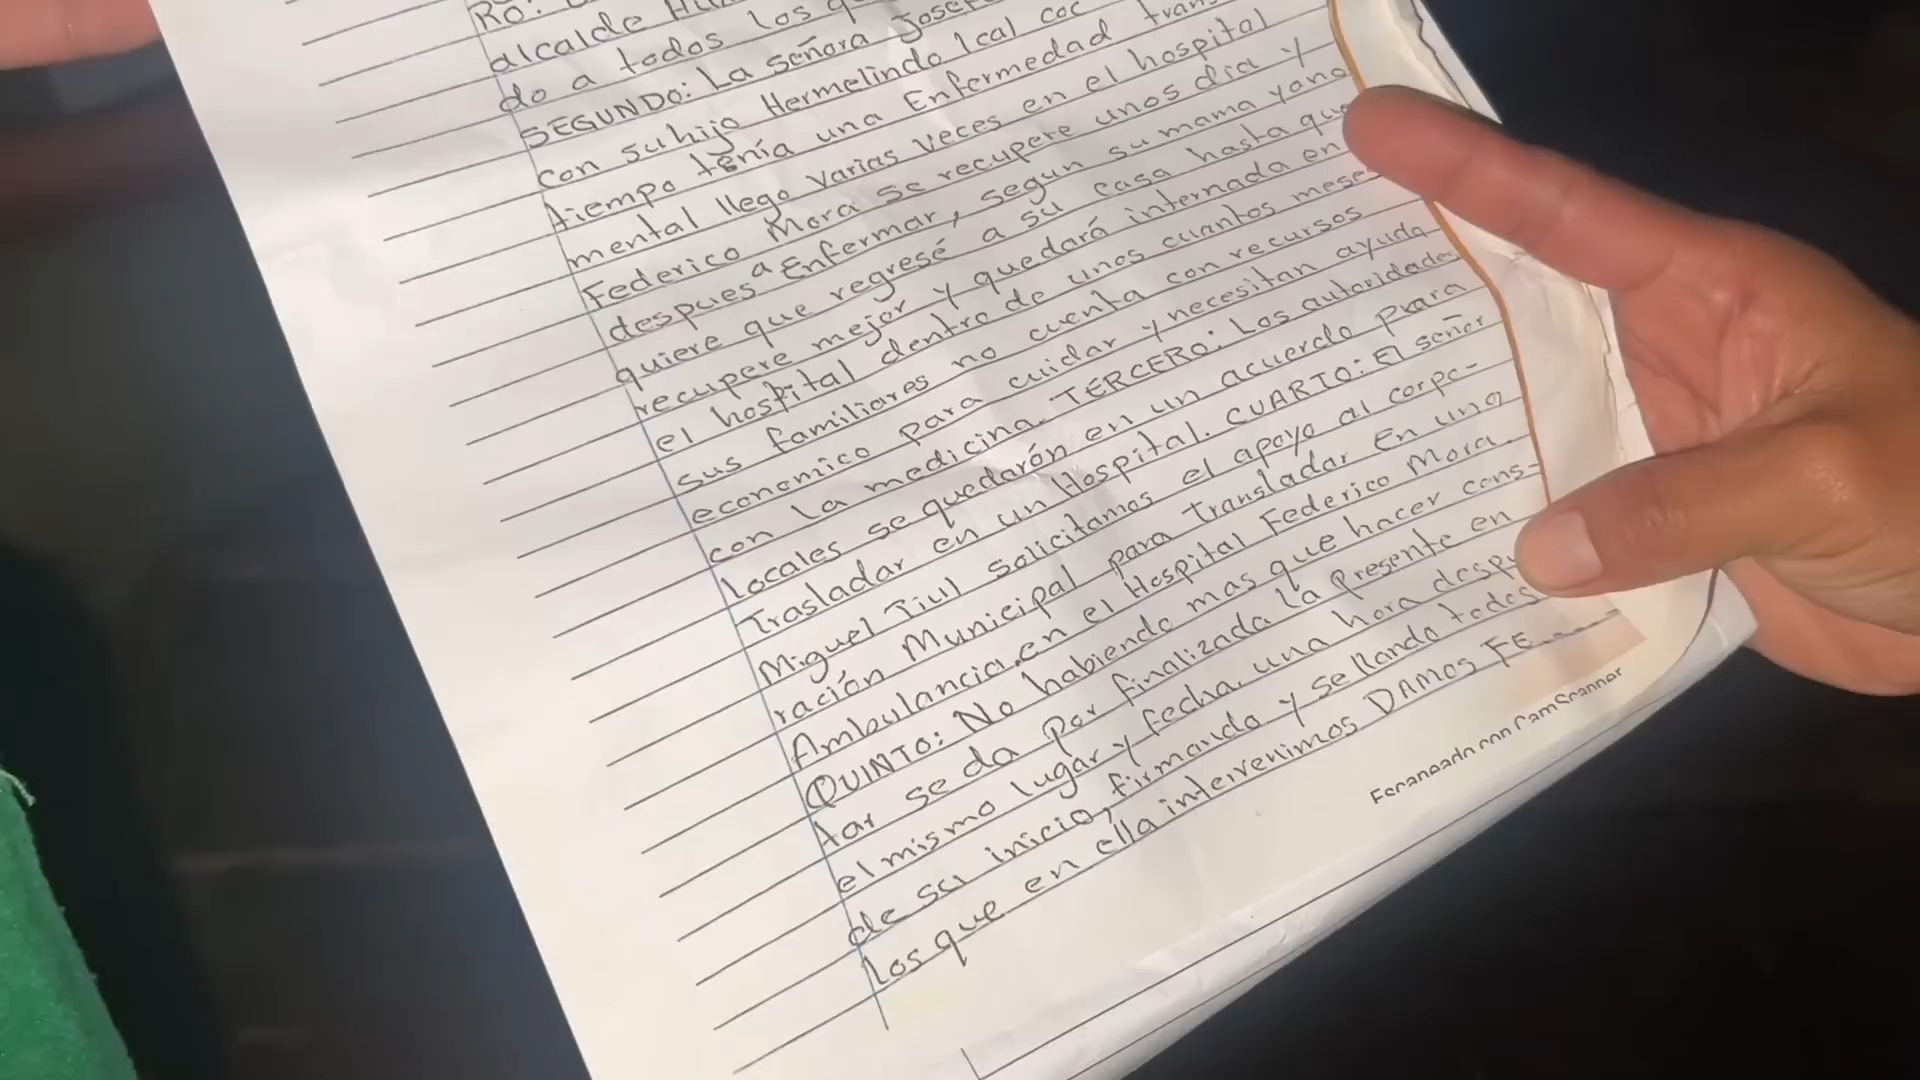 RO:
alcalde
do a todos los
SEGUNDO: La señora Josef
con su hijo Hermelindo Ical coc
tiempo tenía una Enfermedad tran
mental llego varias veces en el hospital
Federico Mora se recupere unos dia y
despues a Enfermar, segun su mama yano
quiere que regresé a su casa hasta que
recupere mejor y quedará internada en
el hospital dentro de unos cuantos meses
sus familiares no cuenta con recursos
economico para cuidar y necesitan ayuda
con la medicina. TERCERO: Los autoridades
Locales se quedarón en un acuerdo para
Trasladar en un Hospital. CUARTO: El señor
Miguel Tiul solicitamos el apoyo al corpo-
ración Municipal para transladar En una
Ambulancia en el Hospital Federico Mora.
QUINTO: No habiendo mas que hacer cons-
tar se da por finalizada la presente en
el mismo lugar y fecha, una hora despu
de su inicio, firmando y sellando todos
los que en ella intervenimos DAMOS FE
Escaneado con CamScanner